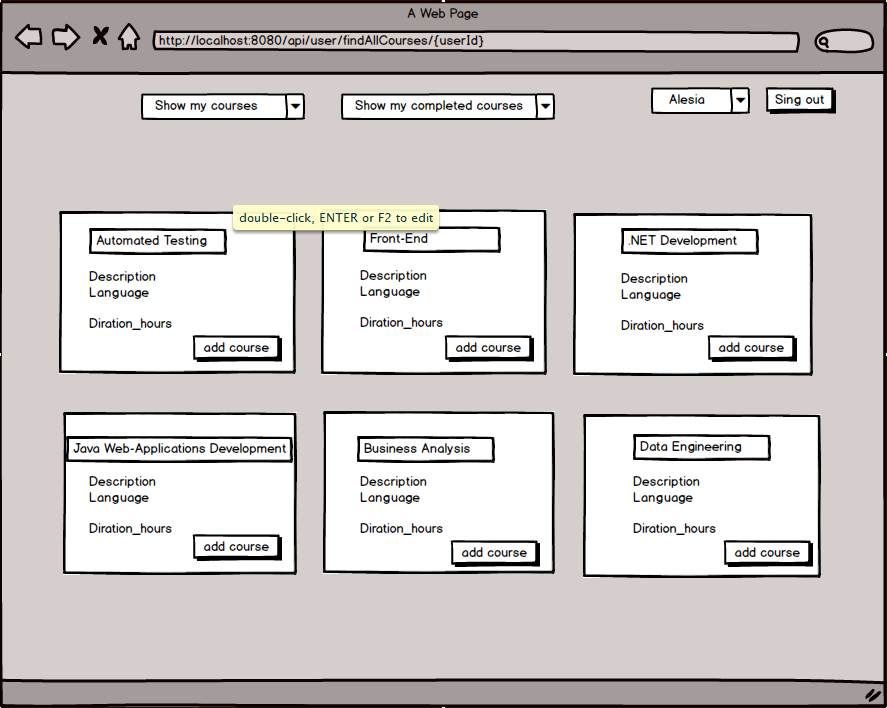 A Web Page
http://localhost:8080/api/user/findAllCourses/{userId}
Show my courses
Show my completed courses
Alesia
Sing out
double-click, ENTER or F2 to edit
Automated Testing
Description
Language
Diration_hours
add course
Front-End
Description
Language
Diration_hours
add course
.NET Development
Description
Language
Diration_hours
add course
Java Web-Applications Development
Description
Language
Diration_hours
add course
Business Analysis
Description
Language
Diration_hours
add course
Data Engineering
Description
Language
Diration_hours
add course